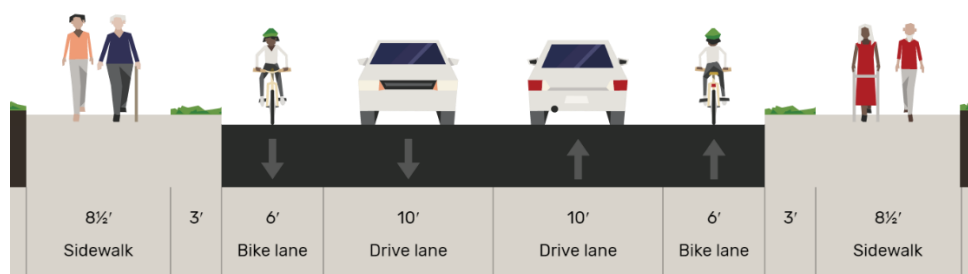 8½′ 3′ 6′ 10′ 10′ 6′ 3′ 8½′
Sidewalk Bike lane Drive lane Drive lane Bike lane Sidewalk